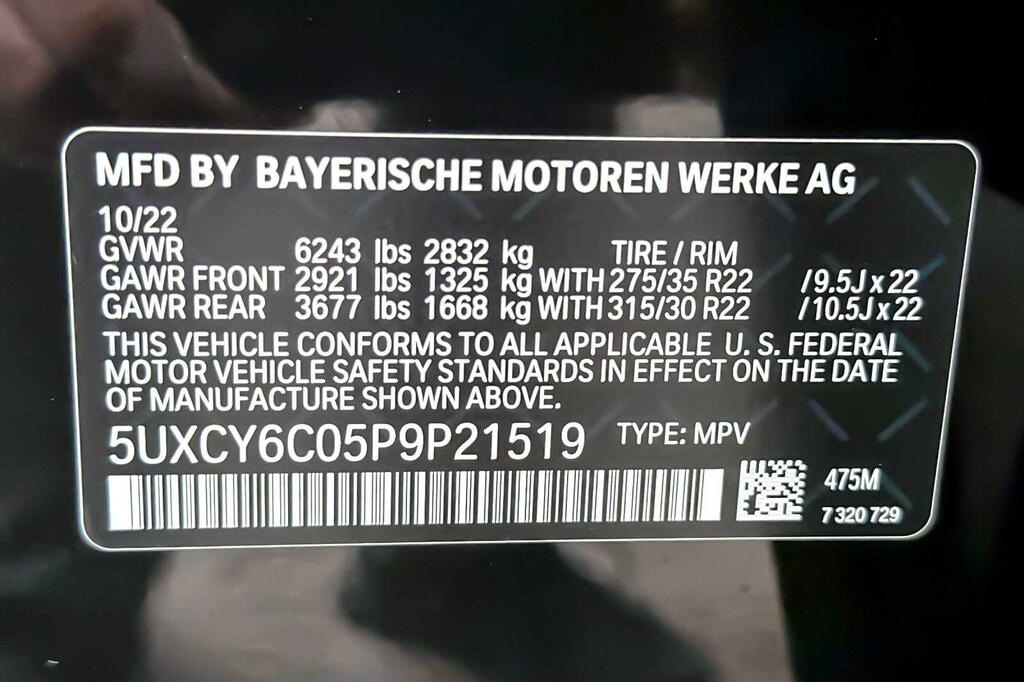 MFD BY BAYERISCHE MOTOREN WERKE AG
10/22
GVWR 6243 lbs 2832 kg TIRE / RIM
GAWR FRONT 2921 lbs 1325 kg WITH 275/35 R22 /9.5J x 22
GAWR REAR 3677 lbs 1668 kg WITH 315/30 R22 /10.5J x 22
THIS VEHICLE CONFORMS TO ALL APPLICABLE U. S. FEDERAL
MOTOR VEHICLE SAFETY STANDARDS IN EFFECT ON THE DATE
OF MANUFACTURE SHOWN ABOVE.
5UXCY6C05P9P21519 TYPE: MPV
475M
7 320 729